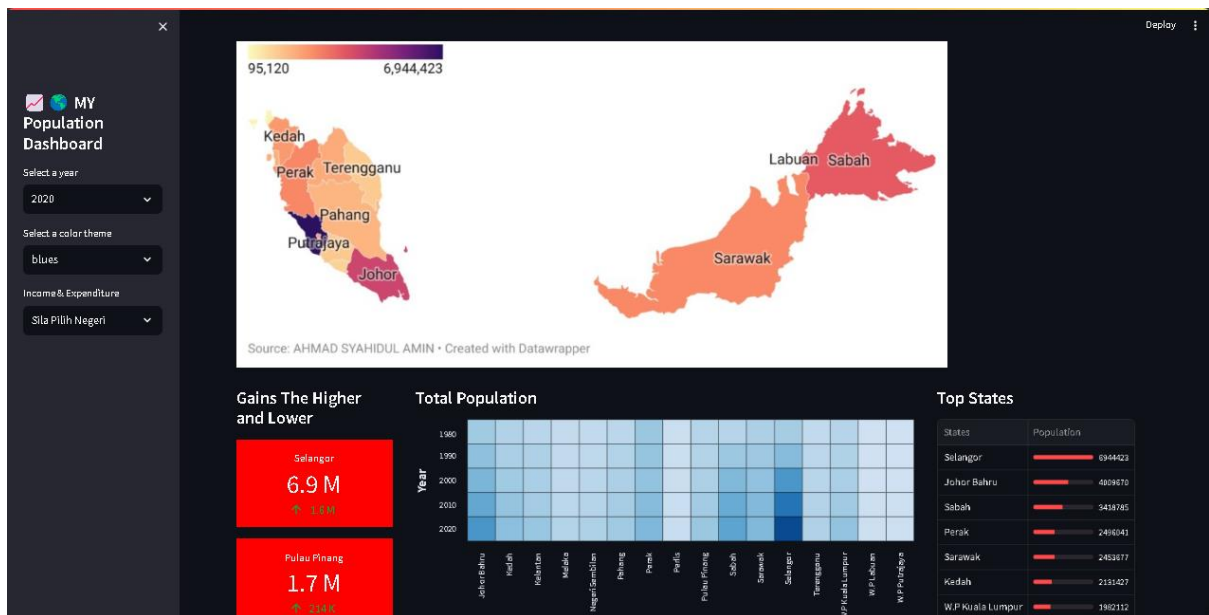 Deploy
MY
Population
Dashboard
Select a year
2020
Select a color theme
blues
Income & Expenditure
Sila Pilih Negeri
95,120 6,944,423
Kedah
Perak Terengganu
Pahang
Putrajaya
Johor
Labuan Sabah
Sarawak
Source: AHMAD SYAHIDUL AMIN • Created with Datawrapper
Gains The Higher
and Lower
Selangor
6.9 M
↑ 1.6M
Pulau Pinang
1.7 M
↑ 214K
Total Population
Year
1980
1990
2000
2010
2020
Johor Bahru
Kedah
Kelantan
Melaka
Negeri Sembilan
Pahang
Perak
Perlis
Pulau Pinang
Sabah
Sarawak
Selangor
Terengganu
W.P Kuala Lumpur
W.P Labuan
W.P Putrajaya
Top States
States Population
Selangor 6944423
Johor Bahru 4009670
Sabah 3418785
Perak 2496041
Sarawak 2453677
Kedah 2131427
W.P Kuala Lumpur 1982112